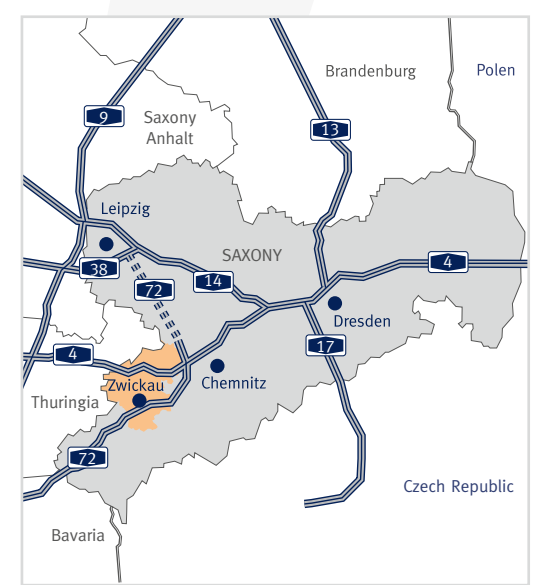 Brandenburg
Polen
9
Saxony
Anhalt
13
Leipzig
SAXONY
4
38
14
72
Dresden
17
4
Zwickau
Chemnitz
Thuringia
72
Czech Republic
Bavaria